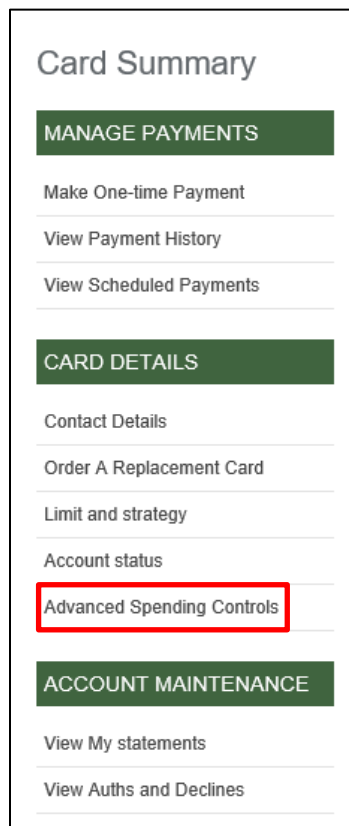 Card Summary
MANAGE PAYMENTS
Make One-time Payment
View Payment History
View Scheduled Payments
CARD DETAILS
Contact Details
Order A Replacement Card
Limit and strategy
Account status
Advanced Spending Controls
ACCOUNT MAINTENANCE
View My statements
View Auths and Declines